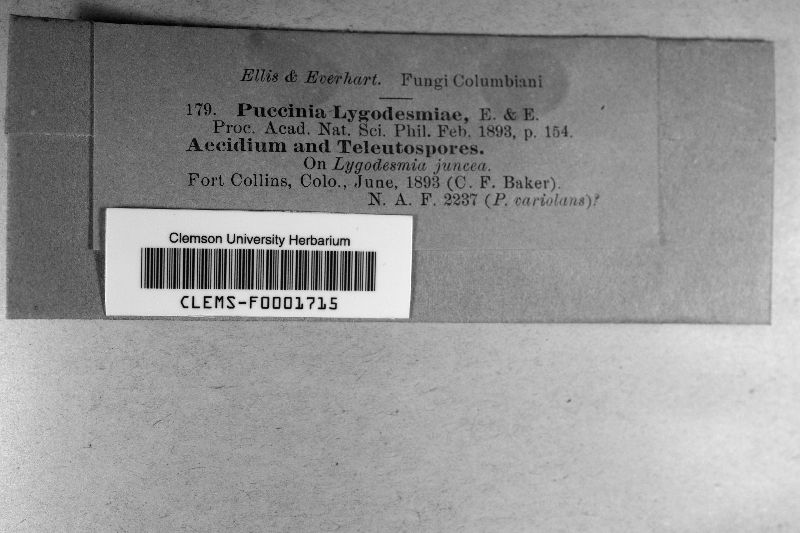 Ellis & Everhart. Fungi Columbiani
179. Puccinia Lygodesmiae, E. & E.
Proc. Acad. Nat. Sci. Phil. Feb. 1893, p. 154.
Aecidium and Teleutospores.
On Lygodesmia juncea.
Fort Collins, Colo., June, 1893 (C. F. Baker).
N. A. F. 2237 (P. variolans)?
Clemson University Herbarium
CLEMS-F0001715